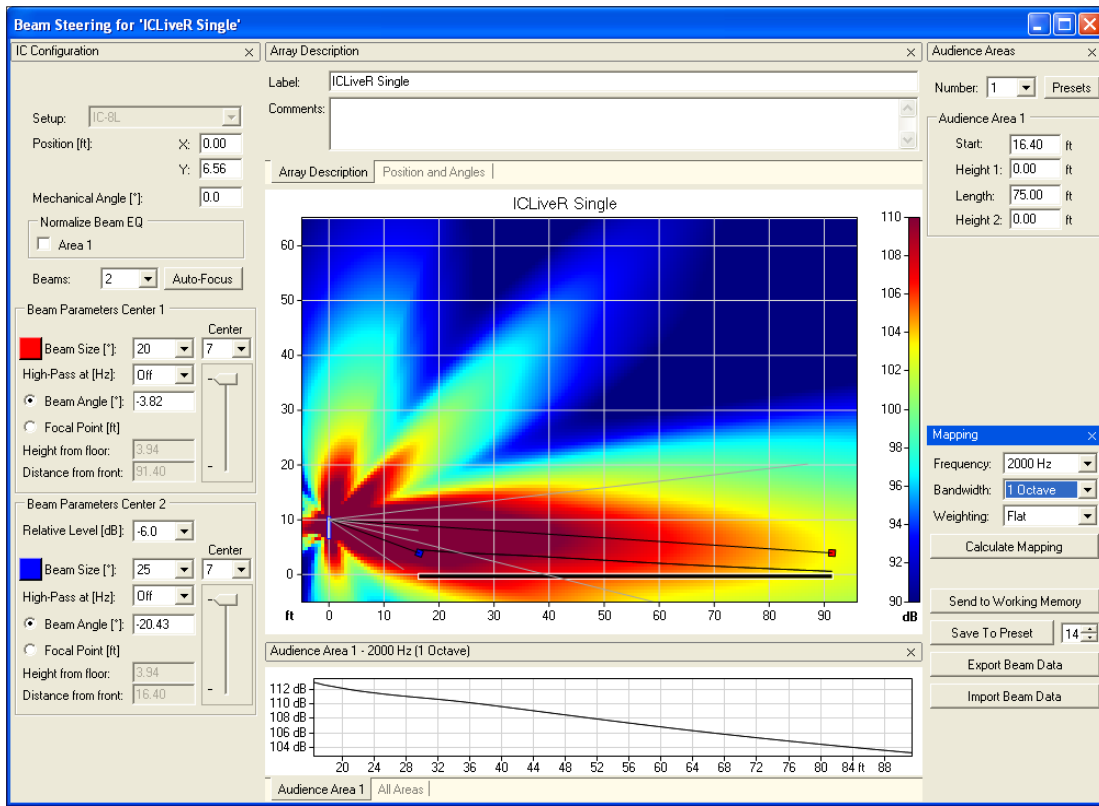 Beam Steering for 'ICLiveR Single'
IC Configuration
Setup: IC-8L
Position [ft]: X: 0.00
Y: 6.56
Mechanical Angle [°]: 0.0
Normalize Beam EQ
Area 1
Beams: 2 Auto-Focus
Beam Parameters Center 1
Center
Beam Size [°]: 20 7
High-Pass at [Hz]: Off
Beam Angle [°]: -3.82
Focal Point [ft]
Height from floor: 3.94
Distance from front: 91.40
Beam Parameters Center 2
Relative Level [dB]: -6.0
Center
Beam Size [°]: 25 7
High-Pass at [Hz]: Off
Beam Angle [°]: -20.43
Focal Point [ft]
Height from floor: 3.94
Distance from front: 16.40
Array Description
Label: ICLiveR Single
Comments:
Array Description Position and Angles
ICLiveR Single
60
50
40
30
20
10
0
ft 0 10 20 30 40 50 60 70 80 90
110
108
106
104
102
100
98
96
94
92
90
dB
Audience Area 1 - 2000 Hz (1 Octave)
112 dB
110 dB
108 dB
106 dB
104 dB
20 24 28 32 36 40 44 48 52 56 60 64 68 72 76 80 84 ft 88
Audience Area 1 All Areas
Audience Areas
Number: 1 Presets
Audience Area 1
Start: 16.40 ft
Height 1: 0.00 ft
Length: 75.00 ft
Height 2: 0.00 ft
Mapping
Frequency: 2000 Hz
Bandwidth: 1 Octave
Weighting: Flat
Calculate Mapping
Send to Working Memory
Save To Preset 14
Export Beam Data
Import Beam Data